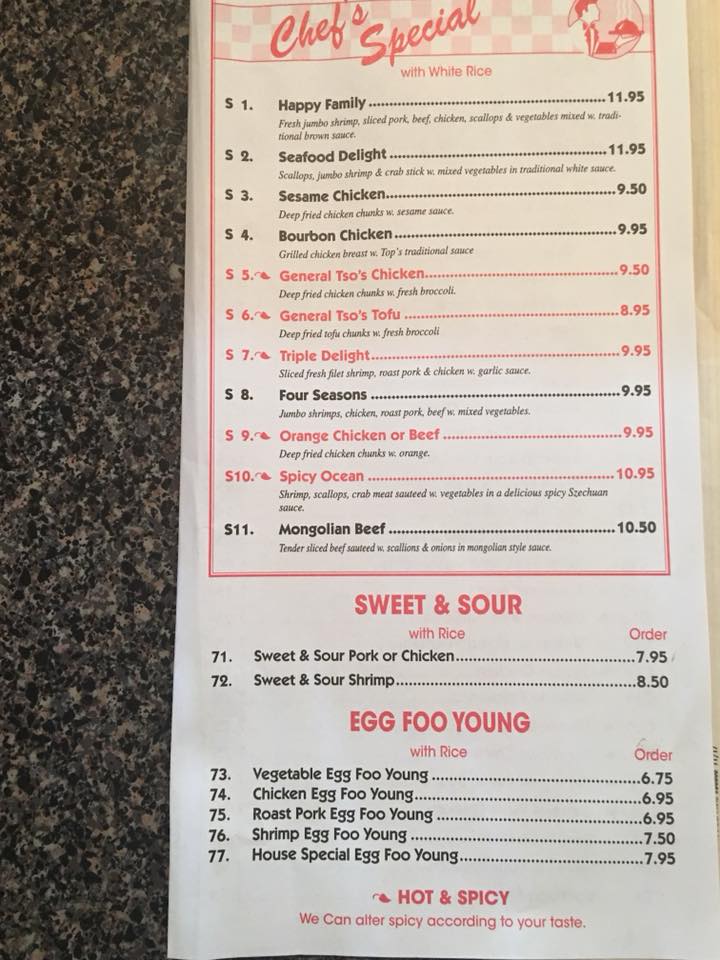 Chef's Special
with White Rice
S 1. Happy Family 11.95
Fresh jumbo shrimp, sliced pork, beef, chicken, scallops & vegetables mixed w. tradi-
tional brown sauce.
S 2. Seafood Delight 11.95
Scallops, jumbo shrimp & crab stick w. mixed vegetables in traditional white sauce.
S 3. Sesame Chicken 9.50
Deep fried chicken chunks w. sesame sauce.
S 4. Bourbon Chicken 9.95
Grilled chicken breast w. Top's traditional sauce
S 5. General Tso's Chicken 9.50
Deep fried chicken chunks w. fresh broccoli.
S 6. General Tso's Tofu 8.95
Deep fried tofu chunks w. fresh broccoli
S 7. Triple Delight 9.95
Sliced fresh filet shrimp, roast pork & chicken w. garlic sauce.
S 8. Four Seasons 9.95
Jumbo shrimps, chicken, roast pork, beef w. mixed vegetables.
S 9. Orange Chicken or Beef 9.95
Deep fried chicken chunks w. orange.
S10. Spicy Ocean 10.95
Shrimp, scallops, crab meat sauteed w. vegetables in a delicious spicy Szechuan
sauce.
S11. Mongolian Beef 10.50
Tender sliced beef sauteed w. scallions & onions in mongolian style sauce.
SWEET & SOUR
with Rice Order
71. Sweet & Sour Pork or Chicken 7.95
72. Sweet & Sour Shrimp 8.50
EGG FOO YOUNG
with Rice Order
73. Vegetable Egg Foo Young 6.75
74. Chicken Egg Foo Young 6.95
75. Roast Pork Egg Foo Young 6.95
76. Shrimp Egg Foo Young 7.50
77. House Special Egg Foo Young 7.95
HOT & SPICY
We Can alter spicy according to your taste.